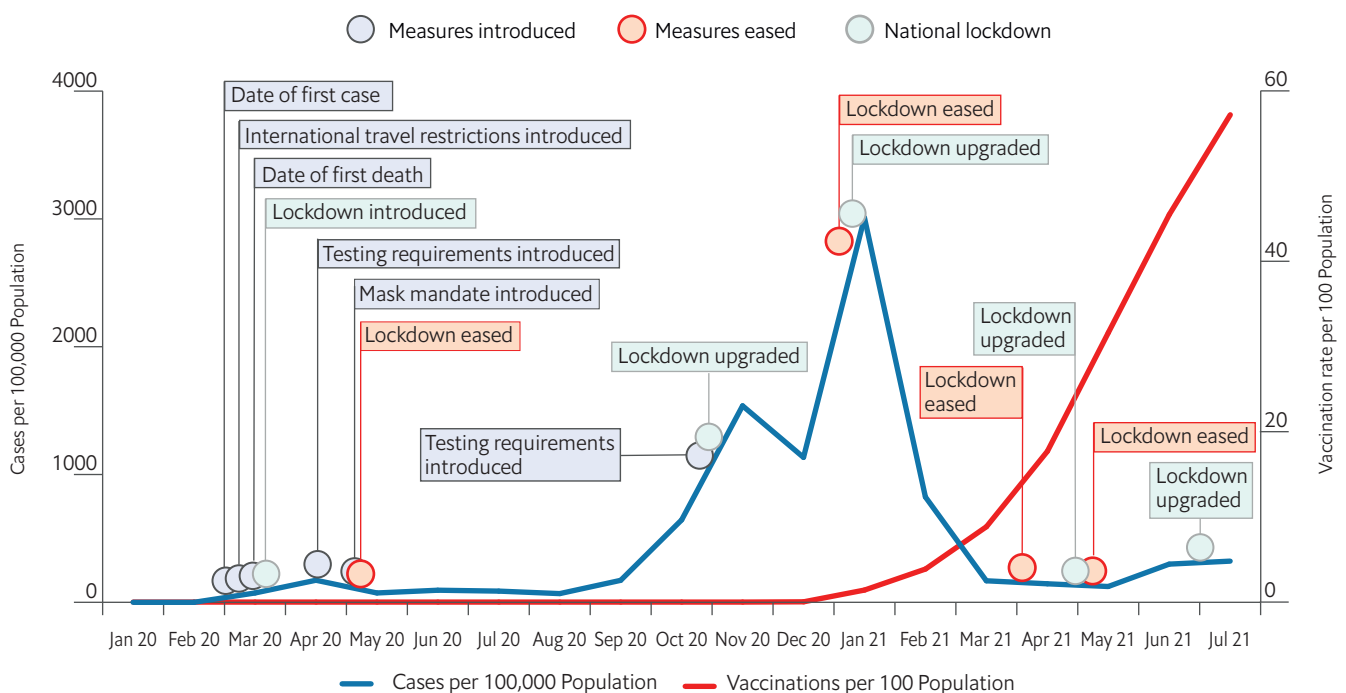 Measures introduced
Measures eased
National lockdown
4000
60
Date of first case
Lockdown eased
International travel restrictions introduced
Lockdown upgraded
Date of first death
Lockdown introduced
3000
Testing requirements introduced
40
Mask mandate introduced
Lockdown eased
Lockdown
upgraded
2000
Lockdown upgraded
Lockdown
eased
Testing requirements
introduced
20
Lockdown eased
1000
Lockdown
upgraded
0
0
Cases per 100,000 Population
Vaccination rate per 100 Population
Jan 20 Feb 20 Mar 20 Apr 20 May 20 Jun 20 Jul 20 Aug 20 Sep 20 Oct 20 Nov 20 Dec 20 Jan 21 Feb 21 Mar 21 Apr 21 May 21 Jun 21 Jul 21
Cases per 100,000 Population
Vaccinations per 100 Population